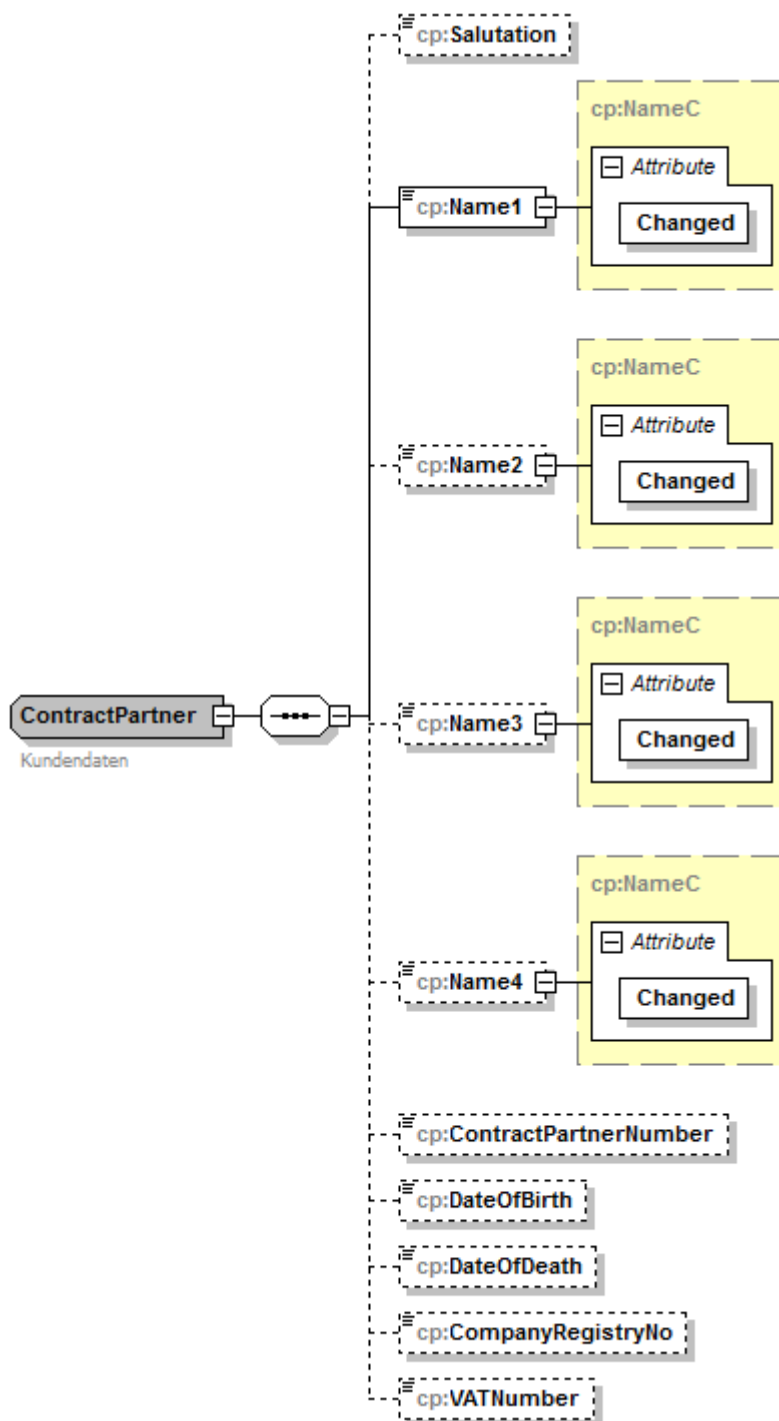 cp:Salutation
cp:NameC
Attribute
cp:Name1
Changed
cp:NameC
Attribute
cp:Name2
Changed
cp:NameC
Attribute
ContractPartner
cp:Name3
Changed
Kundendaten
cp:NameC
Attribute
cp:Name4
Changed
cp:ContractPartnerNumber
cp:DateOfBirth
cp:DateOfDeath
cp:CompanyRegistryNo
cp:VATNumber